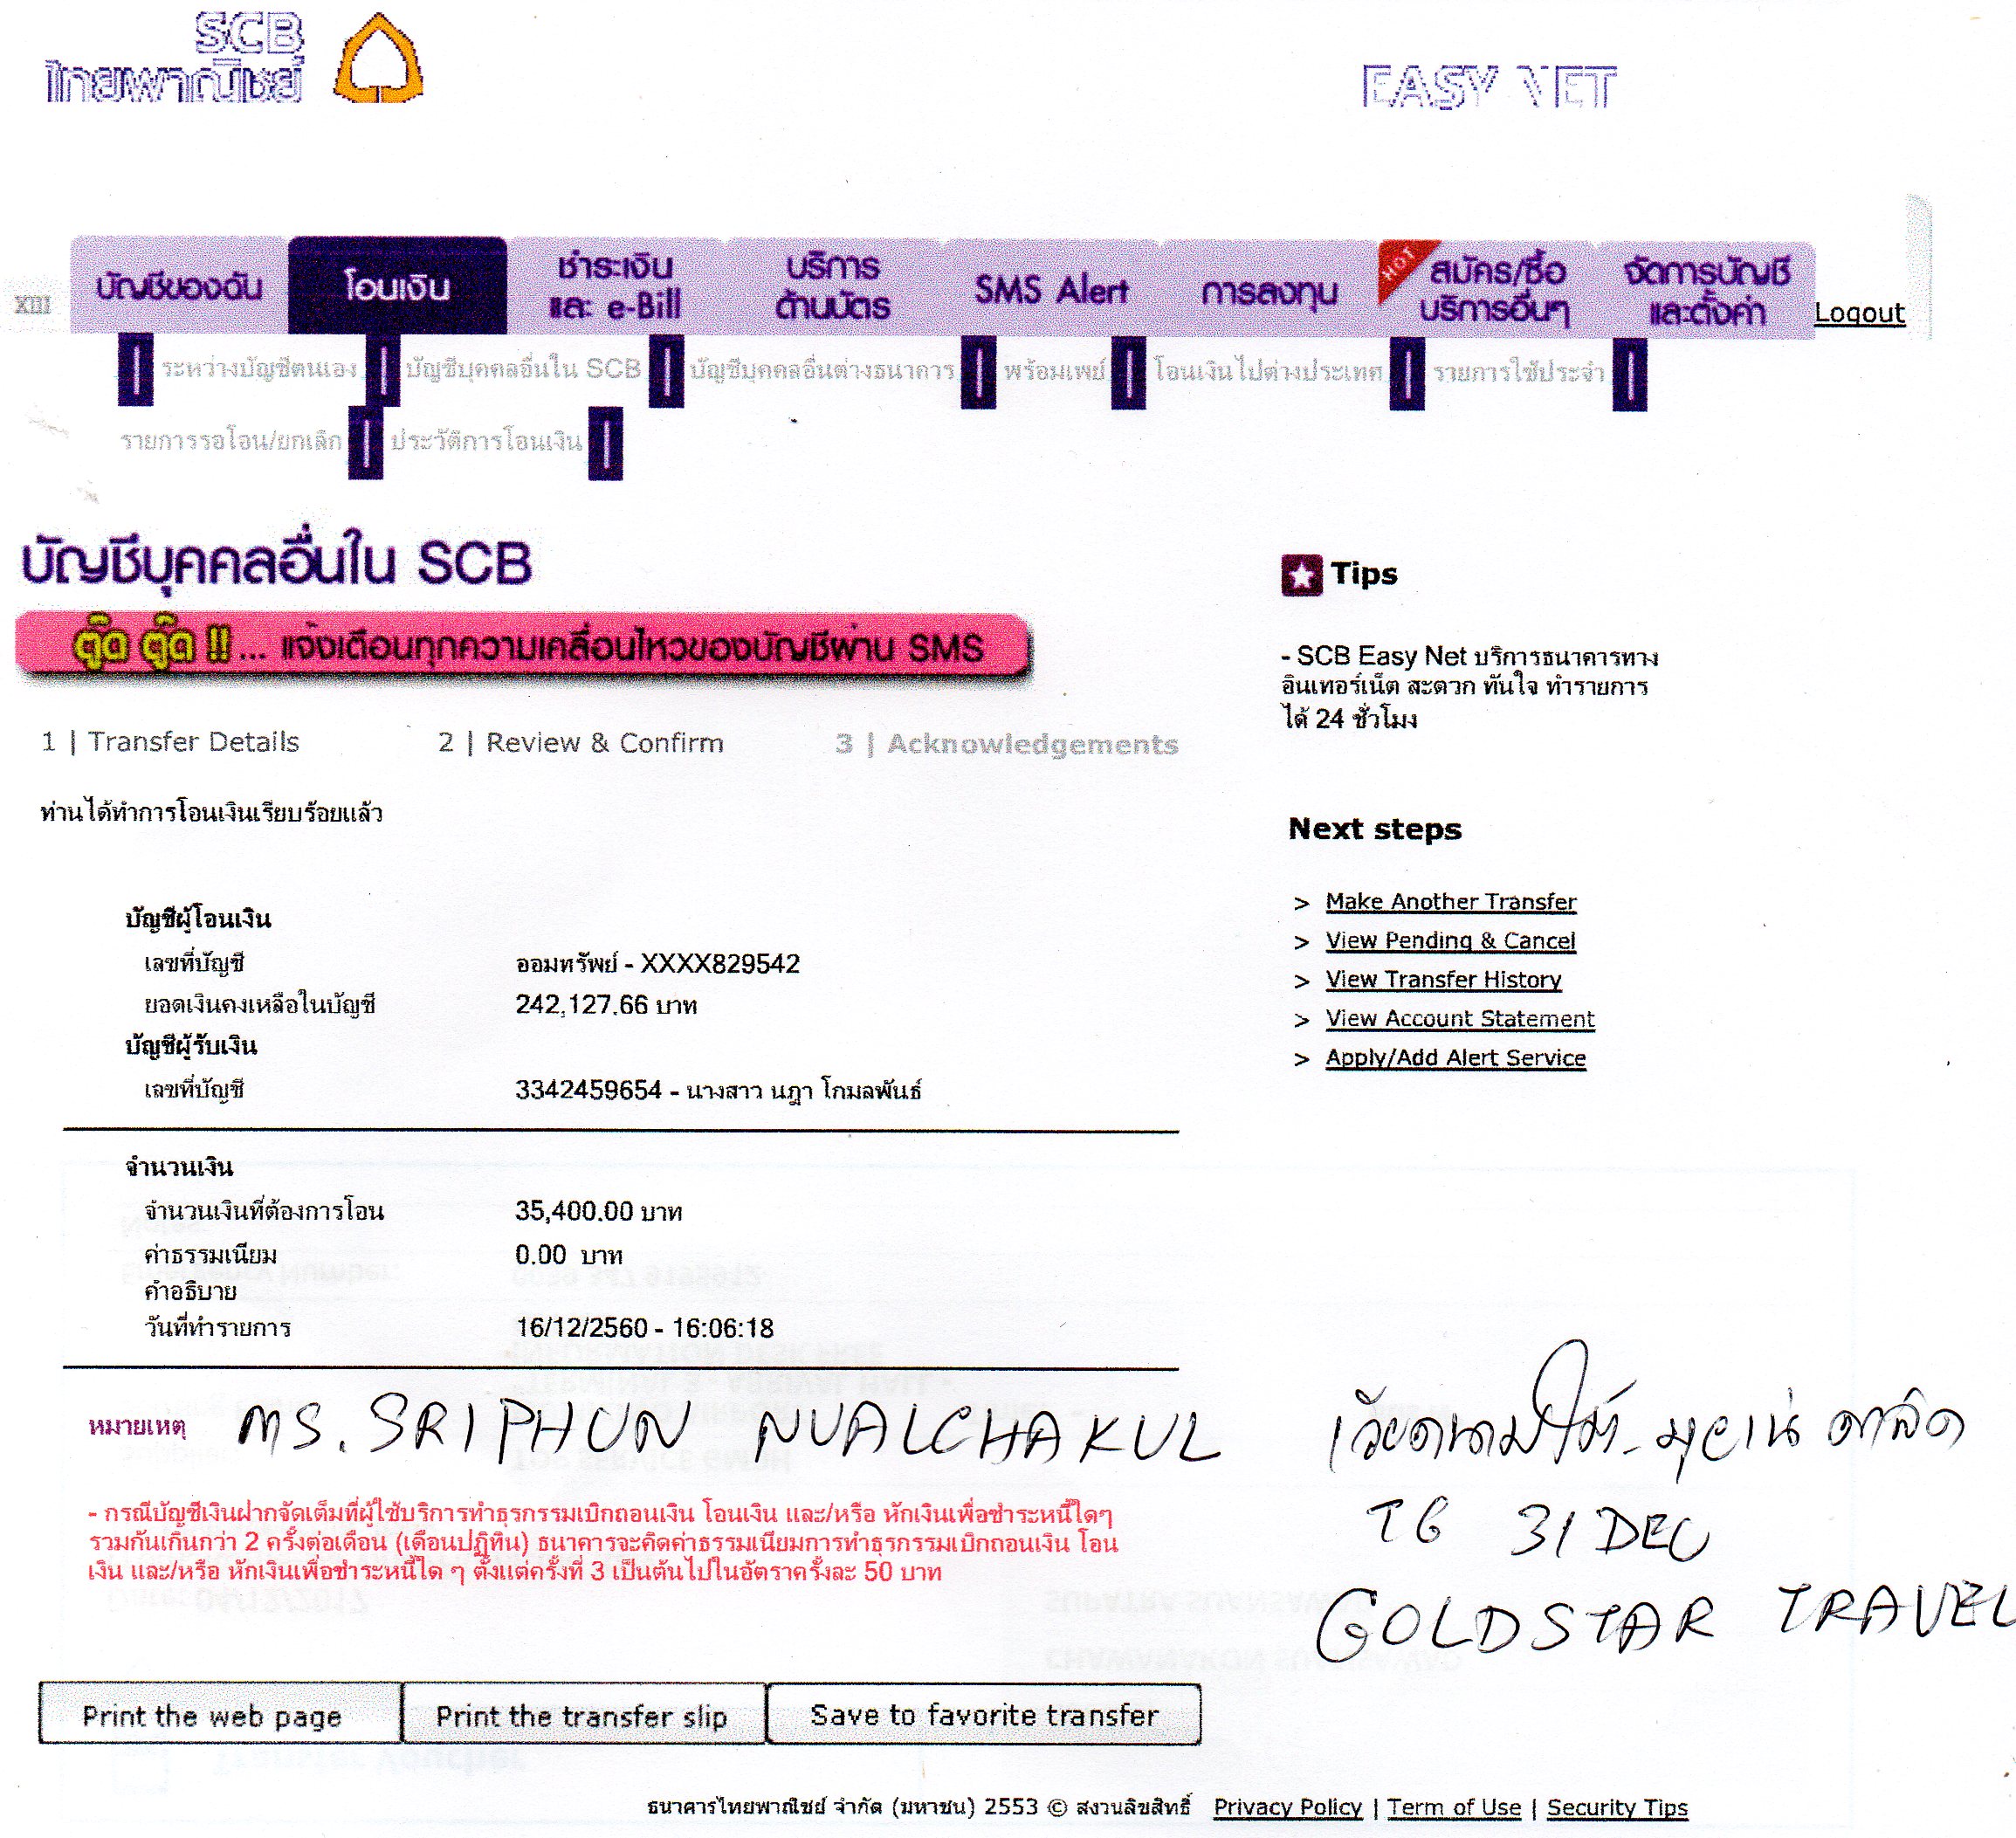 SCB
ไทยพาณิชย์
EASY NET
XIII
บัญชีของฉัน
โอนเงิน
ชำระเงิน
และ e-Bill
บริการ
ด้านบัตร
SMS Alert
การลงทุน
HOT
สมัคร/ซื้อ
บริการอื่นๆ
จัดการบัญชี
และตั้งค่า
Logout
ระหว่างบัญชีตนเอง | บัญชีบุคคลอื่นใน SCB | บัญชีบุคคลอื่นต่างธนาคาร | พร้อมเพย์ | โอนเงินไปต่างประเทศ | รายการใช้ประจำ |
รายการรอโอน/ยกเลิก | ประวัติการโอนเงิน |
บัญชีบุคคลอื่นใน SCB
ตู๊ด ตู๊ด !! ... แจ้งเตือนทุกความเคลื่อนไหวของบัญชีผ่าน SMS
1 | Transfer Details 2 | Review & Confirm 3 | Acknowledgements
ท่านได้ทำการโอนเงินเรียบร้อยแล้ว
บัญชีผู้โอนเงิน
เลขที่บัญชี ออมทรัพย์ - XXXX829542
ยอดเงินคงเหลือในบัญชี 242,127.66 บาท
บัญชีผู้รับเงิน
เลขที่บัญชี 3342459654 - นางสาว นฎา โกมลพันธ์
จำนวนเงิน
จำนวนเงินที่ต้องการโอน 35,400.00 บาท
ค่าธรรมเนียม 0.00 บาท
คำอธิบาย
วันที่ทำรายการ 16/12/2560 - 16:06:18
Tips
- SCB Easy Net บริการธนาคารทาง
อินเทอร์เน็ต สะดวก ทันใจ ทำรายการ
ได้ 24 ชั่วโมง
Next steps
> Make Another Transfer
> View Pending & Cancel
> View Transfer History
> View Account Statement
> Apply/Add Alert Service
หมายเหตุ MS. SRIPHUN NUALCHAKUL เวียดนามใต้-มุยเน่ ดาลัด
TG 31 DEC
GOLDSTAR TRAVEL
- กรณีบัญชีเงินฝากจัดเต็มที่ผู้ใช้บริการทำธุรกรรมเบิกถอนเงิน โอนเงิน และ/หรือ หักเงินเพื่อชำระหนี้ใดๆ
รวมกันเกินกว่า 2 ครั้งต่อเดือน (เดือนปฏิทิน) ธนาคารจะคิดค่าธรรมเนียมการทำธุรกรรมเบิกถอนเงิน โอน
เงิน และ/หรือ หักเงินเพื่อชำระหนี้ใด ๆ ตั้งแต่ครั้งที่ 3 เป็นต้นไปในอัตราครั้งละ 50 บาท
Print the web page
Print the transfer slip
Save to favorite transfer
ธนาคารไทยพาณิชย์ จำกัด (มหาชน) 2553 © สงวนลิขสิทธิ์ Privacy Policy | Term of Use | Security Tips